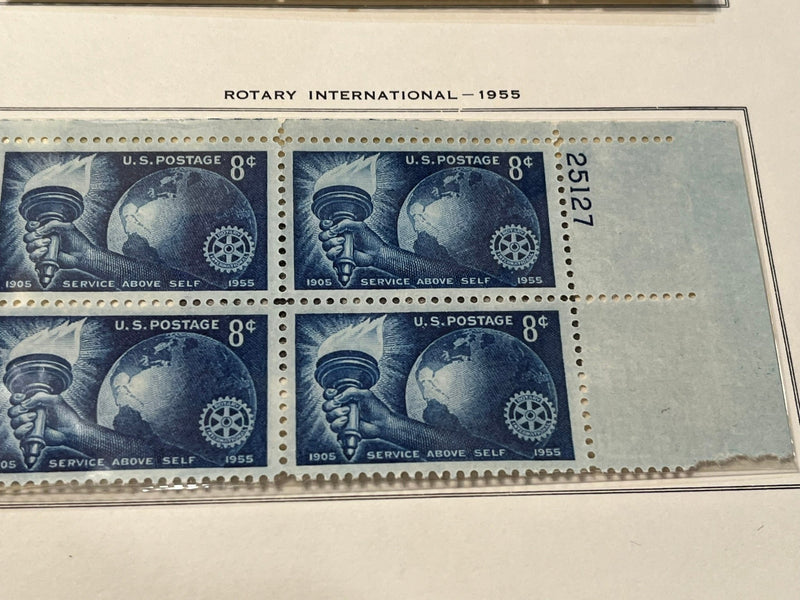 ROTARY INTERNATIONAL — 1955
U.S. POSTAGE 8¢
1905 SERVICE ABOVE SELF 1955
U.S. POSTAGE 8¢
1905 SERVICE ABOVE SELF 1955
25127
U.S. POSTAGE 8¢
905 SERVICE ABOVE SELF 1955
U.S. POSTAGE 8¢
1905 SERVICE ABOVE SELF 1955